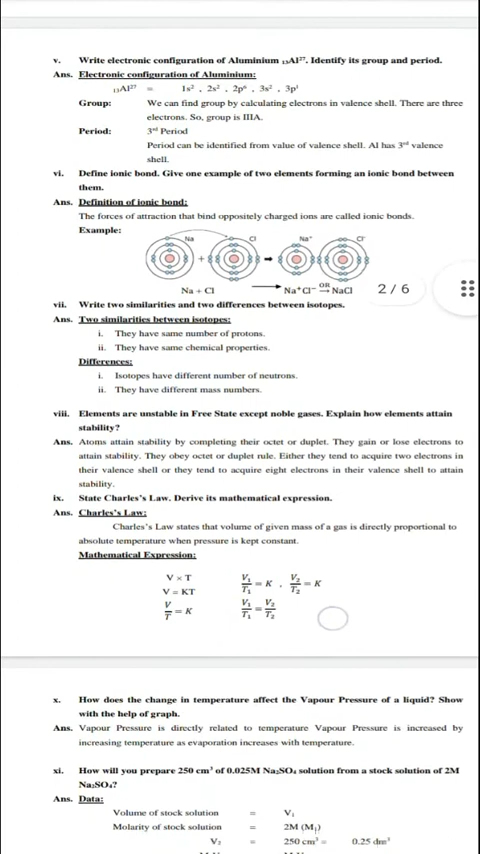 v. Write electronic configuration of Aluminium ₁₃Al²⁷. Identify its group and period.
Ans. Electronic configuration of Aluminium:
₁₃Al²⁷ = 1s² , 2s² , 2p⁶ , 3s² , 3p¹
Group: We can find group by calculating electrons in valence shell. There are three
electrons. So, group is IIIA.
Period: 3ʳᵈ Period
Period can be identified from value of valence shell. Al has 3ʳᵈ valence
shell.
vi. Define ionic bond. Give one example of two elements forming an ionic bond between
them.
Ans. Definition of ionic bond:
The forces of attraction that bind oppositely charged ions are called ionic bonds.
Example:
Na Cl Na⁺ Cl⁻
+
Na + Cl ⟶ Na⁺Cl⁻ OR → NaCl
2 / 6
vii. Write two similarities and two differences between isotopes.
Ans. Two similarities between isotopes:
i. They have same number of protons.
ii. They have same chemical properties.
Differences:
i. Isotopes have different number of neutrons.
ii. They have different mass numbers.
viii. Elements are unstable in Free State except noble gases. Explain how elements attain
stability?
Ans. Atoms attain stability by completing their octet or duplet. They gain or lose electrons to
attain stability. They obey octet or duplet rule. Either they tend to acquire two electrons in
their valence shell or they tend to acquire eight electrons in their valence shell to attain
stability.
ix. State Charles's Law. Derive its mathematical expression.
Ans. Charles's Law:
Charles's Law states that volume of given mass of a gas is directly proportional to
absolute temperature when pressure is kept constant.
Mathematical Expression:
V × T V₁/T₁ = K , V₂/T₂ = K
V = KT
V/T = K V₁/T₁ = V₂/T₂
x. How does the change in temperature affect the Vapour Pressure of a liquid? Show
with the help of graph.
Ans. Vapour Pressure is directly related to temperature Vapour Pressure is increased by
increasing temperature as evaporation increases with temperature.
xi. How will you prepare 250 cm³ of 0.025M Na₂SO₄ solution from a stock solution of 2M
Na₂SO₄?
Ans. Data:
Volume of stock solution = V₁
Molarity of stock solution = 2M (M₁)
V₂ = 250 cm³ = 0.25 dm³